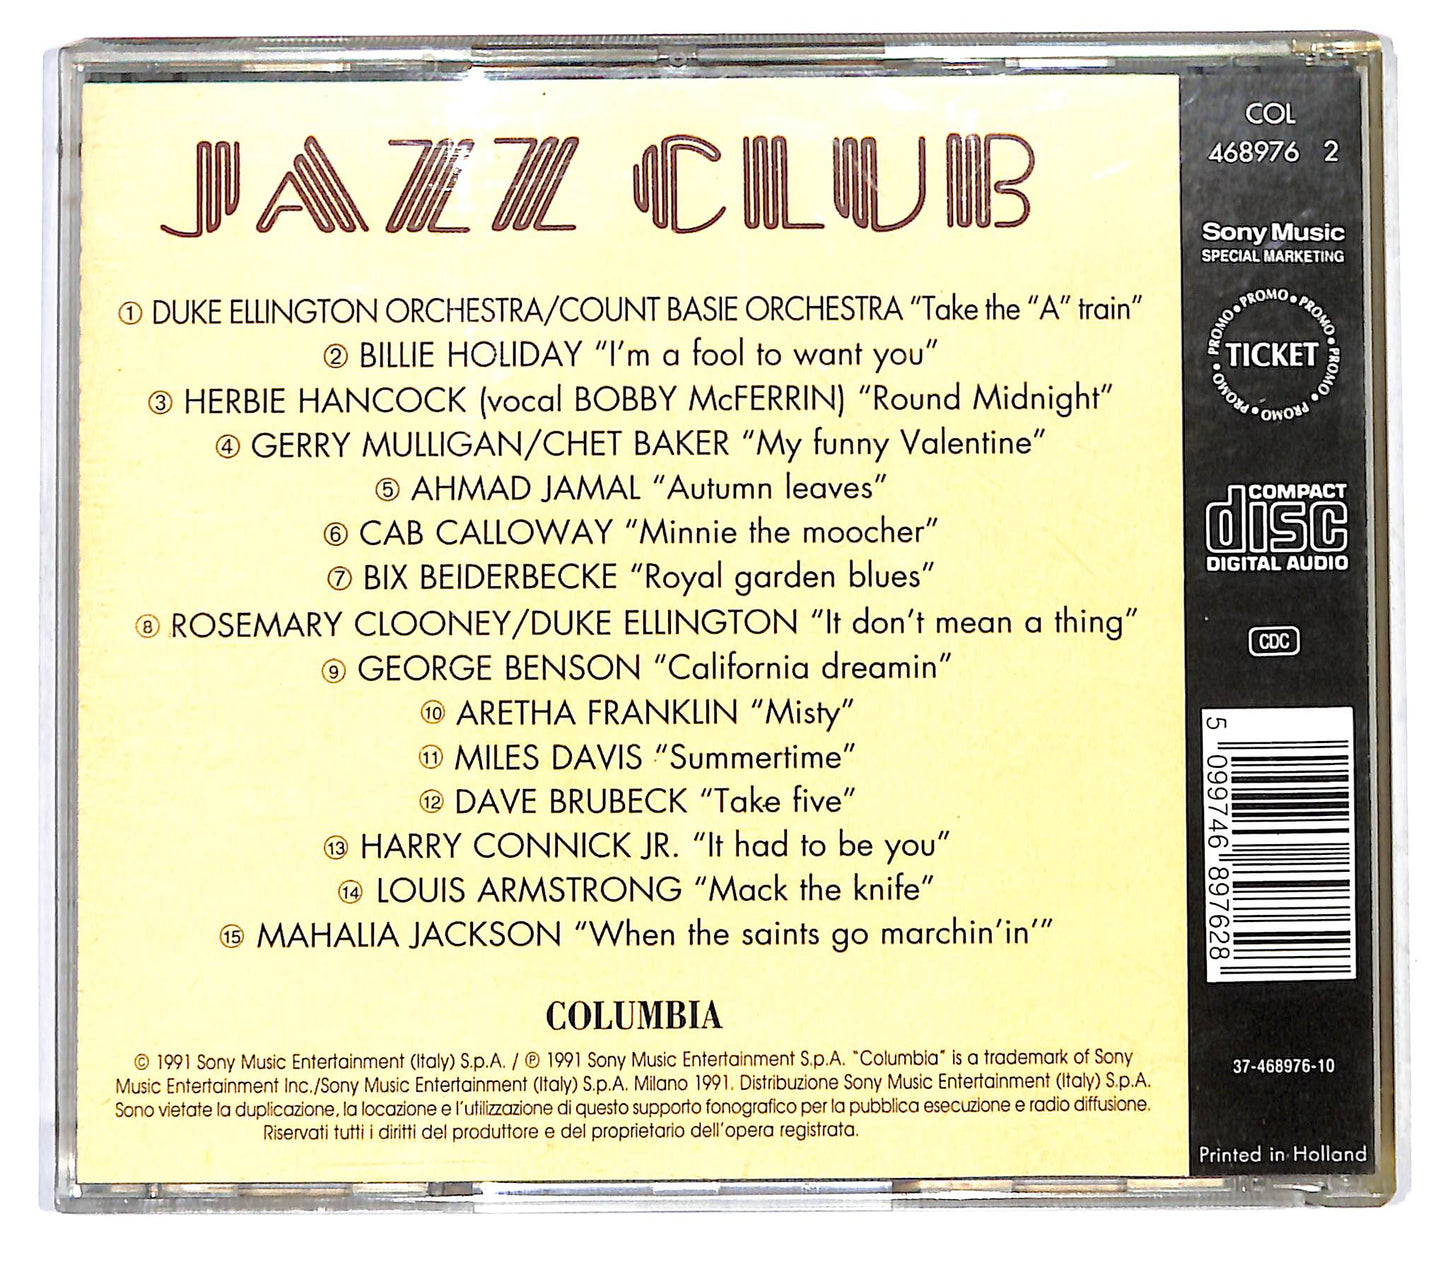 JAZZ CLUB
① DUKE ELLINGTON ORCHESTRA/COUNT BASIE ORCHESTRA "Take the "A" train"
② BILLIE HOLIDAY "I'm a fool to want you"
③ HERBIE HANCOCK (vocal BOBBY McFERRIN) "Round Midnight"
④ GERRY MULLIGAN/CHET BAKER "My funny Valentine"
⑤ AHMAD JAMAL "Autumn leaves"
⑥ CAB CALLOWAY "Minnie the moocher"
⑦ BIX BEIDERBECKE "Royal garden blues"
⑧ ROSEMARY CLOONEY/DUKE ELLINGTON "It don't mean a thing"
⑨ GEORGE BENSON "California dreamin"
⑩ ARETHA FRANKLIN "Misty"
⑪ MILES DAVIS "Summertime"
⑫ DAVE BRUBECK "Take five"
⑬ HARRY CONNICK JR. "It had to be you"
⑭ LOUIS ARMSTRONG "Mack the knife"
⑮ MAHALIA JACKSON "When the saints go marchin'in'"
COLUMBIA
© 1991 Sony Music Entertainment (Italy) S.p.A. / ℗ 1991 Sony Music Entertainment S.p.A. "Columbia" is a trademark of Sony
Music Entertainment Inc./Sony Music Entertainment (Italy) S.p.A. Milano 1991. Distribuzione Sony Music Entertainment (Italy) S.p.A.
Sono vietate la duplicazione, la locazione e l'utilizzazione di questo supporto fonografico per la pubblica esecuzione e radio diffusione.
Riservati tutti i diritti del produttore e del proprietario dell'opera registrata.
COL
468976 2
Sony Music
SPECIAL MARKETING
PROMO • PROMO • PROMO • PROMO • PROMO • PROMO •
TICKET
COMPACT
disc
DIGITAL AUDIO
CDC
5 099746 897628
37-468976-10
Printed in Holland